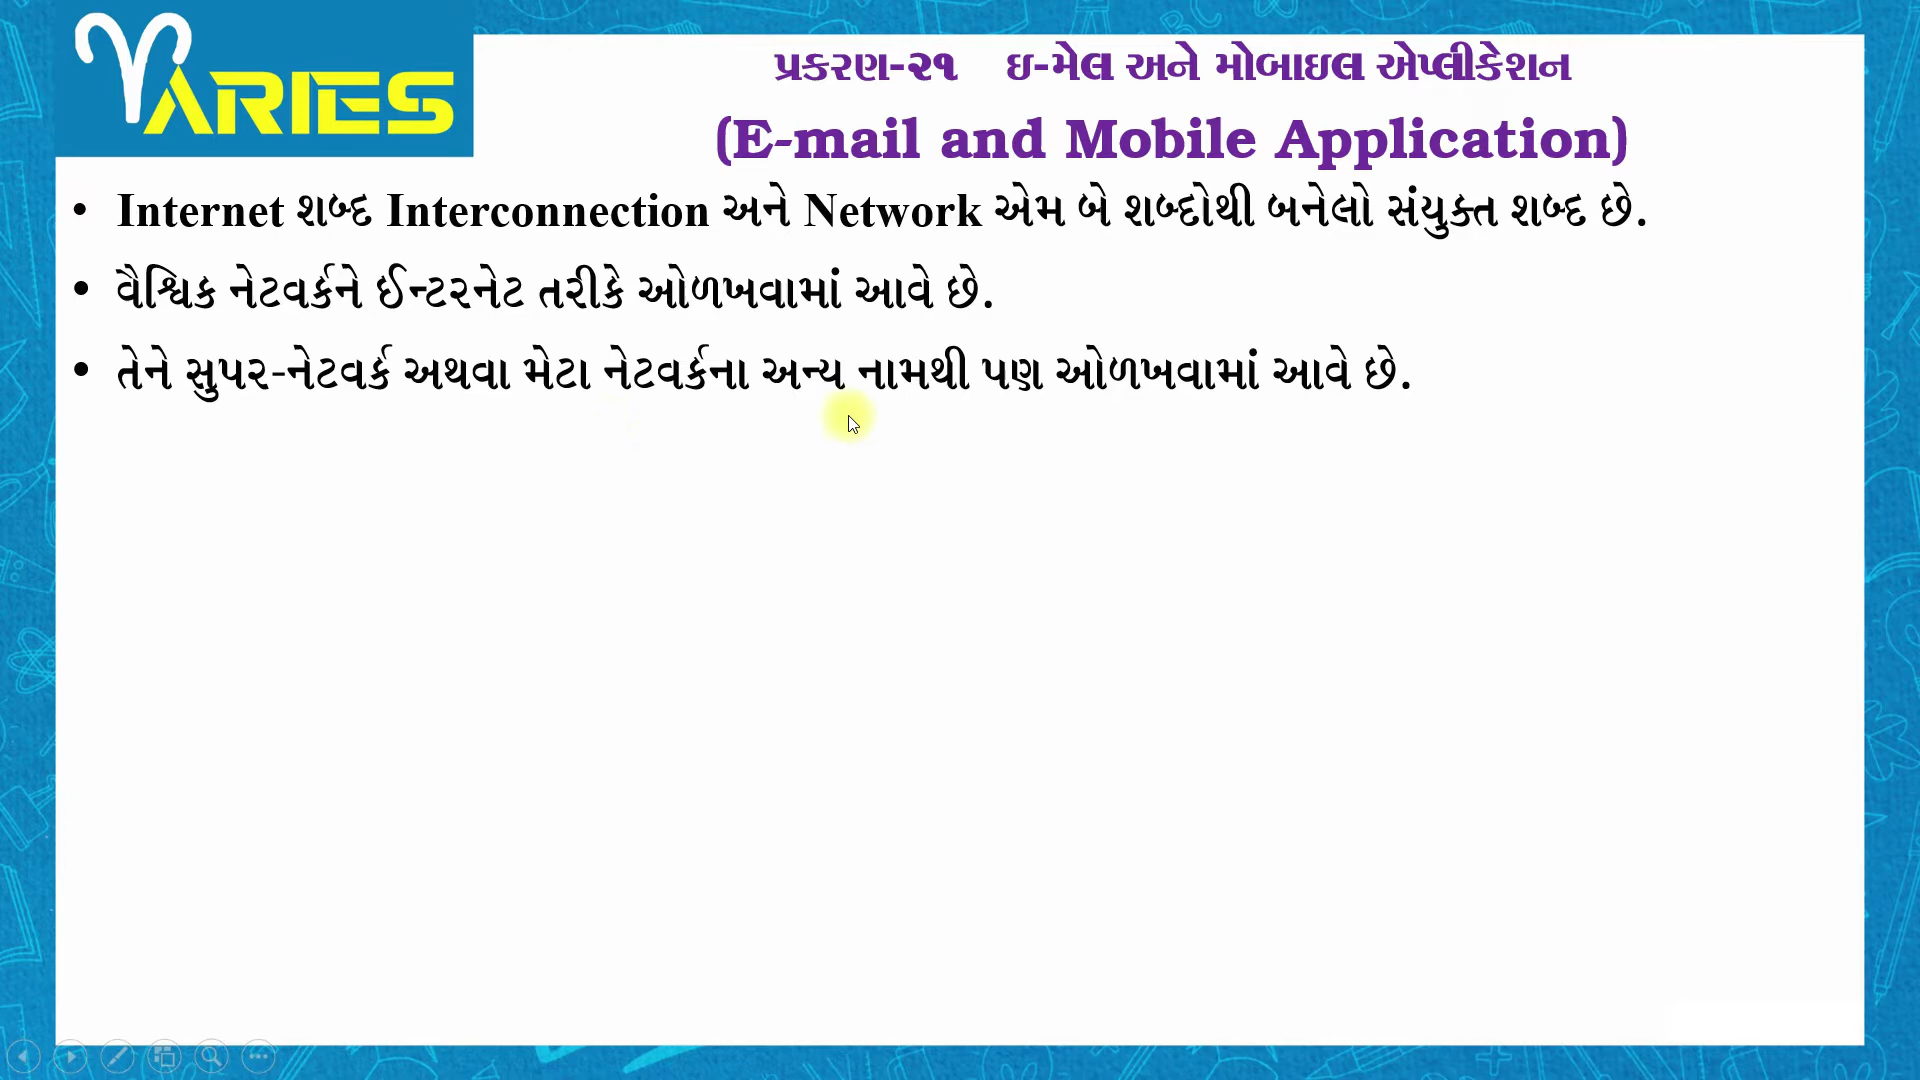 ARIES
પ્રકરણ-૨૧ ઇ-મેલ અને મોબાઇલ એપ્લીકેશન
(E-mail and Mobile Application)
• Internet શબ્દ Interconnection અને Network એમ બે શબ્દોથી બનેલો સંયુક્ત શબ્દ છે.
• વૈશ્વિક નેટવર્કને ઈન્ટરનેટ તરીકે ઓળખવામાં આવે છે.
• તેને સુપર-નેટવર્ક અથવા મેટા નેટવર્કના અન્ય નામથી પણ ઓળખવામાં આવે છે.